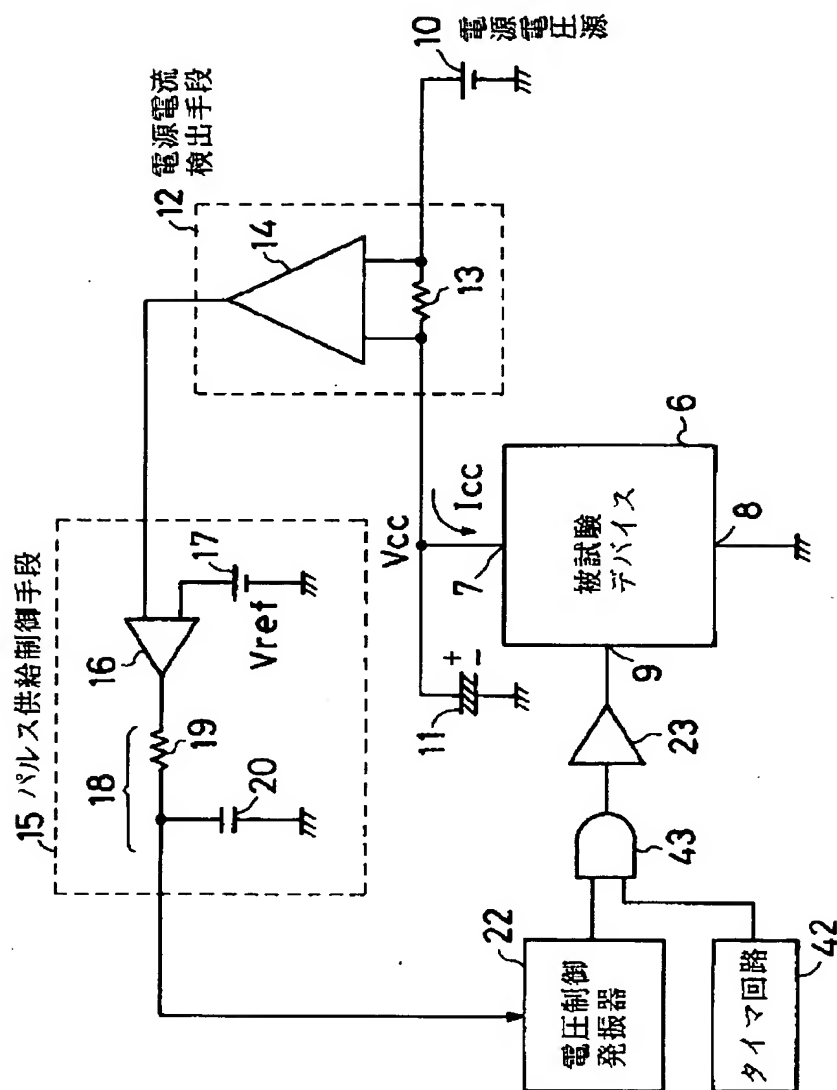 15 パルス供給制御手段
18
16
17
19
20
Vref
12 電源電流
検出手段
14
13
10
電源電圧源
Vcc
Icc
11
+
-
7
被試験
デバイス
6
8
9
23
43
22
電圧制御
発振器
タイマ回路
42